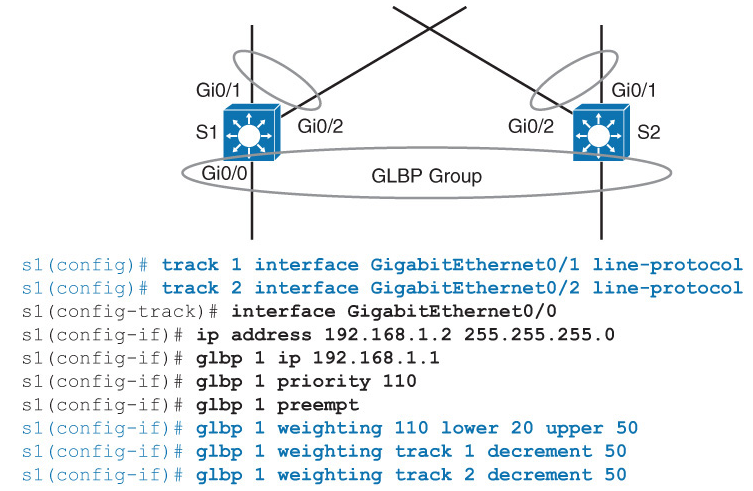 Gi0/1
Gi0/1
S1
Gi0/2
Gi0/2
S2
Gi0/0
GLBP Group
s1(config)# track 1 interface GigabitEthernet0/1 line-protocol
s1(config)# track 2 interface GigabitEthernet0/2 line-protocol
s1(config-track)# interface GigabitEthernet0/0
s1(config-if)# ip address 192.168.1.2 255.255.255.0
s1(config-if)# glbp 1 ip 192.168.1.1
s1(config-if)# glbp 1 priority 110
s1(config-if)# glbp 1 preempt
s1(config-if)# glbp 1 weighting 110 lower 20 upper 50
s1(config-if)# glbp 1 weighting track 1 decrement 50
s1(config-if)# glbp 1 weighting track 2 decrement 50